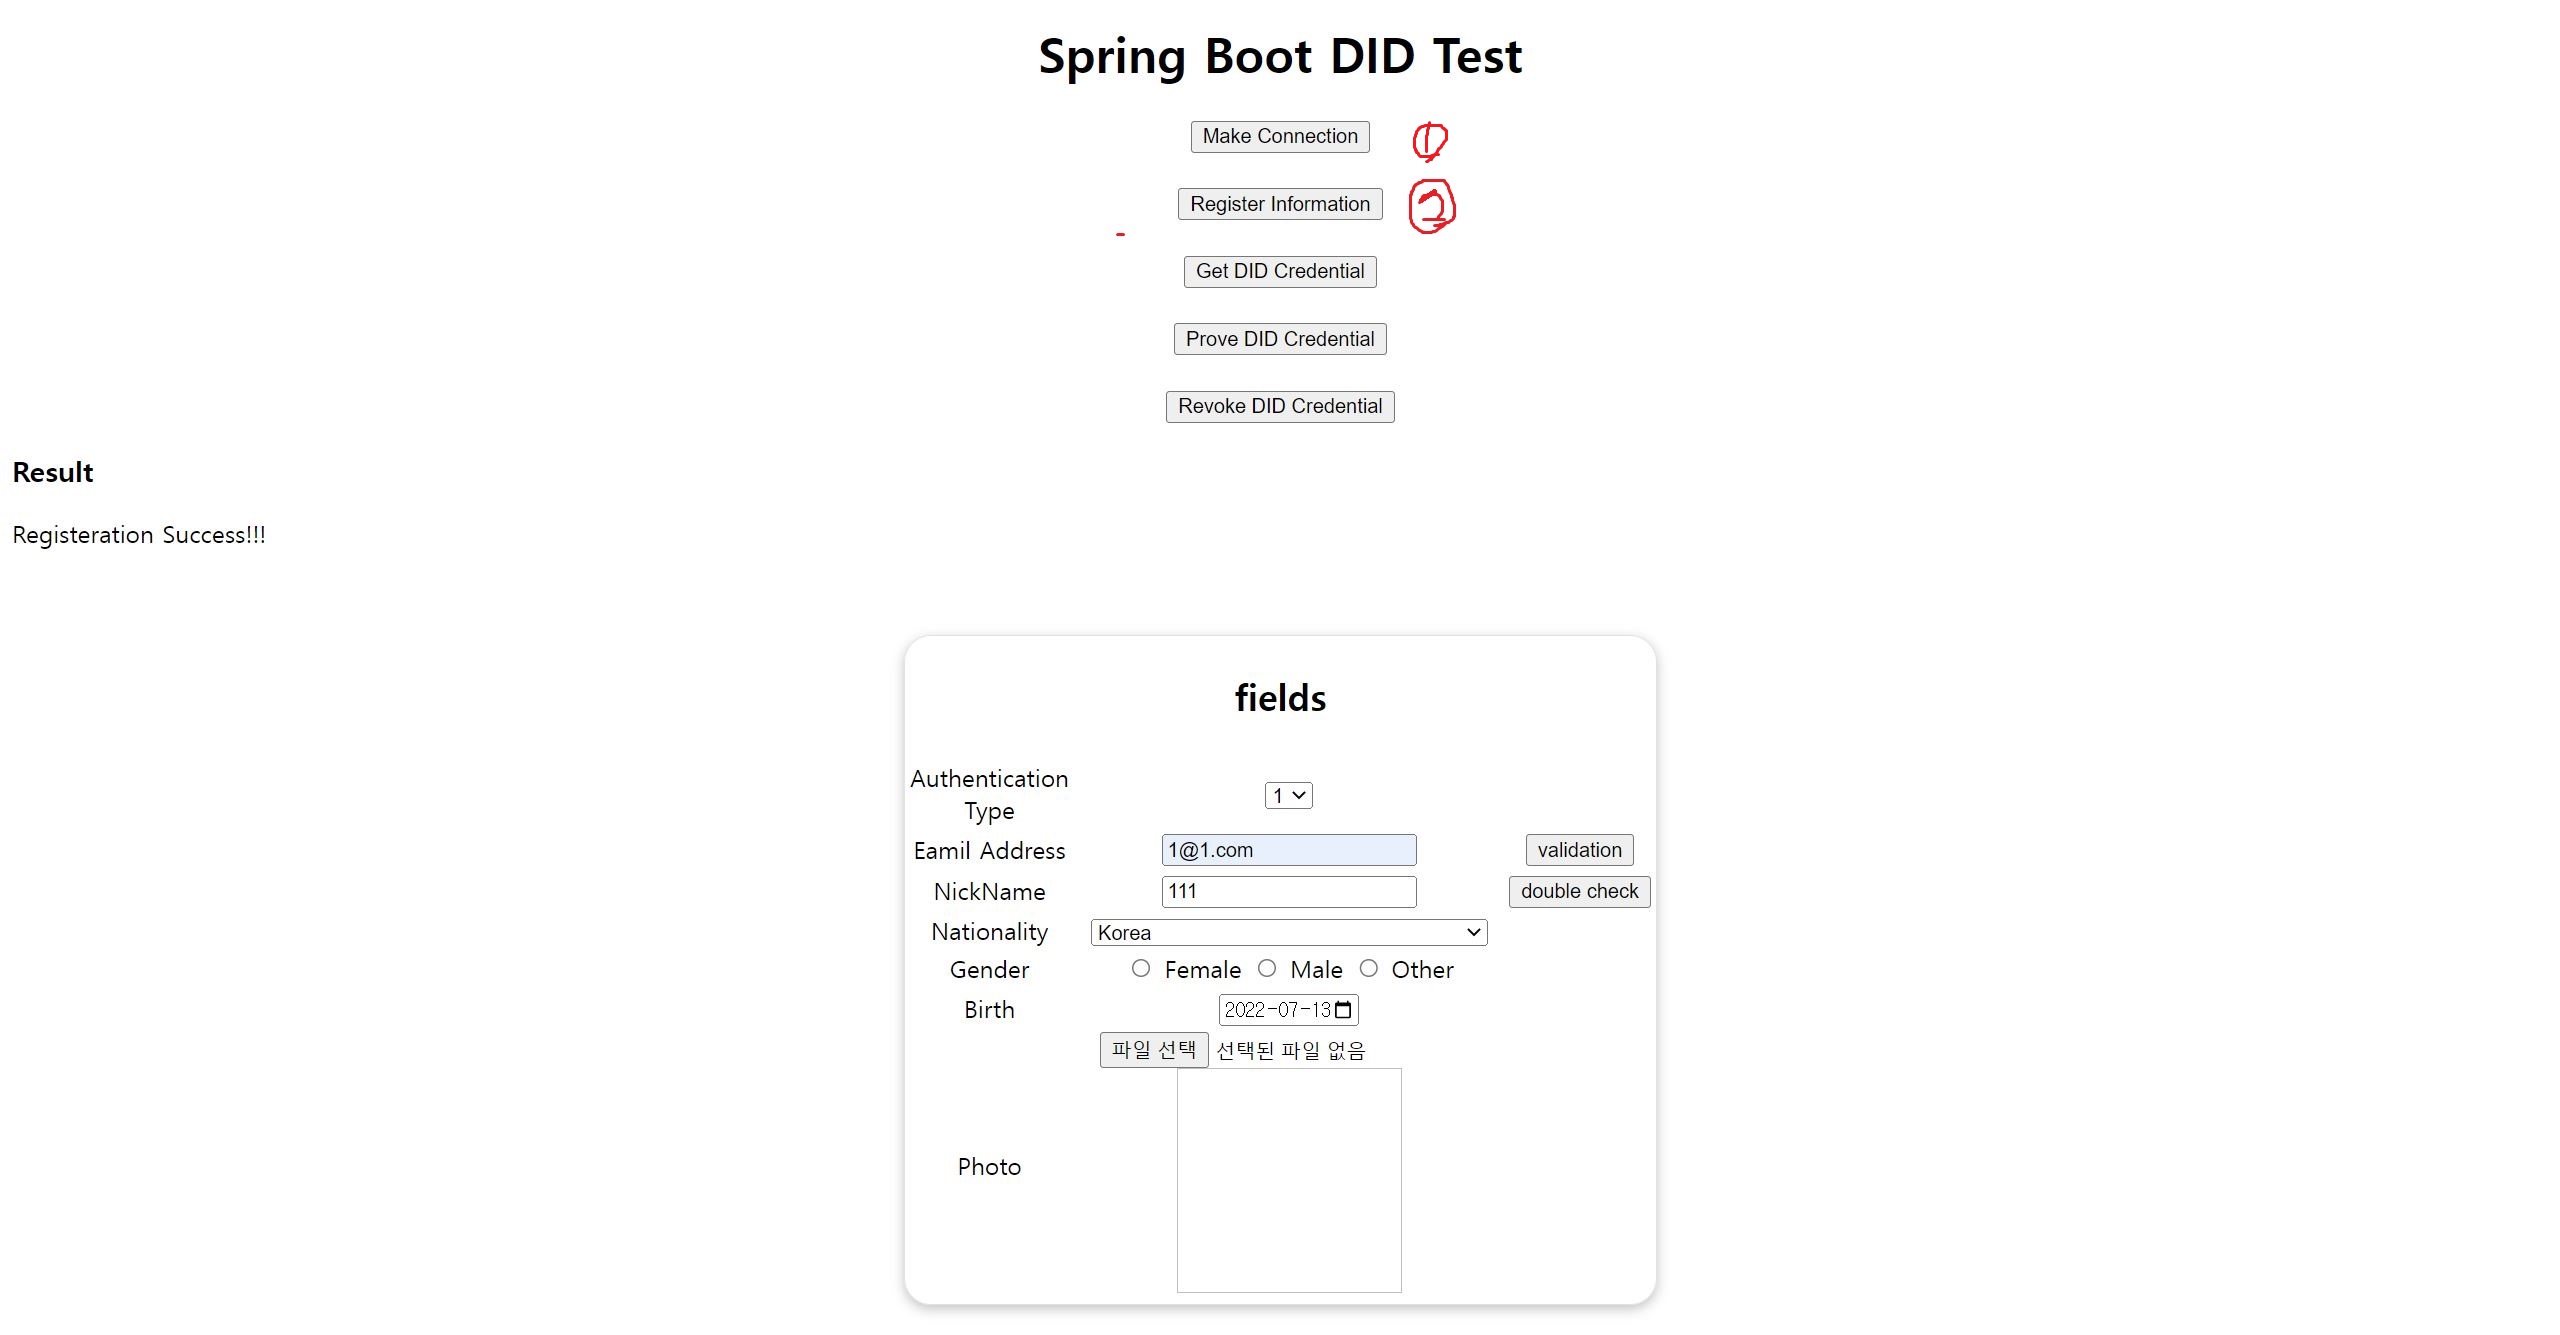 Spring Boot DID Test
Make Connection ①
Register Information ②
Get DID Credential
Prove DID Credential
Revoke DID Credential
Result
Registeration Success!!!
fields
Authentication
Type
1
Eamil Address 1@1.com validation
NickName 111 double check
Nationality Korea
Gender Female Male Other
Birth 2022-07-13
파일 선택 선택된 파일 없음
Photo